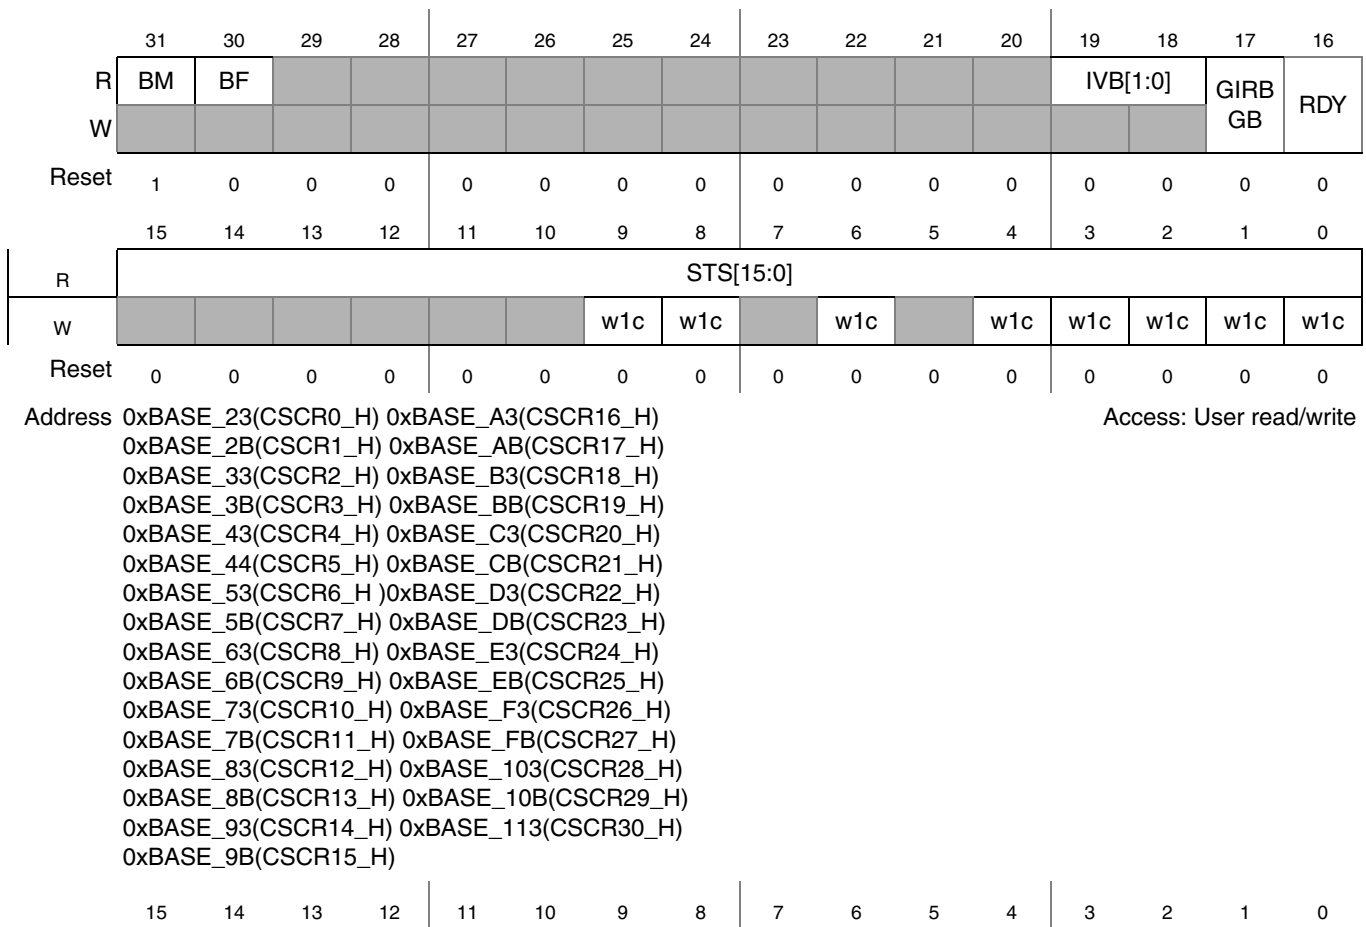 31 30 29 28 27 26 25 24 23 22 21 20 19 18 17 16
R BM BF IVB[1:0] GIRB GB RDY
W
Reset 1 0 0 0 0 0 0 0 0 0 0 0 0 0 0 0
15 14 13 12 11 10 9 8 7 6 5 4 3 2 1 0
R STS[15:0]
W w1c w1c w1c w1c w1c w1c w1c w1c
Reset 0 0 0 0 0 0 0 0 0 0 0 0 0 0 0 0
Address 0xBASE_23(CSCR0_H) 0xBASE_A3(CSCR16_H) Access: User read/write
0xBASE_2B(CSCR1_H) 0xBASE_AB(CSCR17_H)
0xBASE_33(CSCR2_H) 0xBASE_B3(CSCR18_H)
0xBASE_3B(CSCR3_H) 0xBASE_BB(CSCR19_H)
0xBASE_43(CSCR4_H) 0xBASE_C3(CSCR20_H)
0xBASE_44(CSCR5_H) 0xBASE_CB(CSCR21_H)
0xBASE_53(CSCR6_H )0xBASE_D3(CSCR22_H)
0xBASE_5B(CSCR7_H) 0xBASE_DB(CSCR23_H)
0xBASE_63(CSCR8_H) 0xBASE_E3(CSCR24_H)
0xBASE_6B(CSCR9_H) 0xBASE_EB(CSCR25_H)
0xBASE_73(CSCR10_H) 0xBASE_F3(CSCR26_H)
0xBASE_7B(CSCR11_H) 0xBASE_FB(CSCR27_H)
0xBASE_83(CSCR12_H) 0xBASE_103(CSCR28_H)
0xBASE_8B(CSCR13_H) 0xBASE_10B(CSCR29_H)
0xBASE_93(CSCR14_H) 0xBASE_113(CSCR30_H)
0xBASE_9B(CSCR15_H)
15 14 13 12 11 10 9 8 7 6 5 4 3 2 1 0